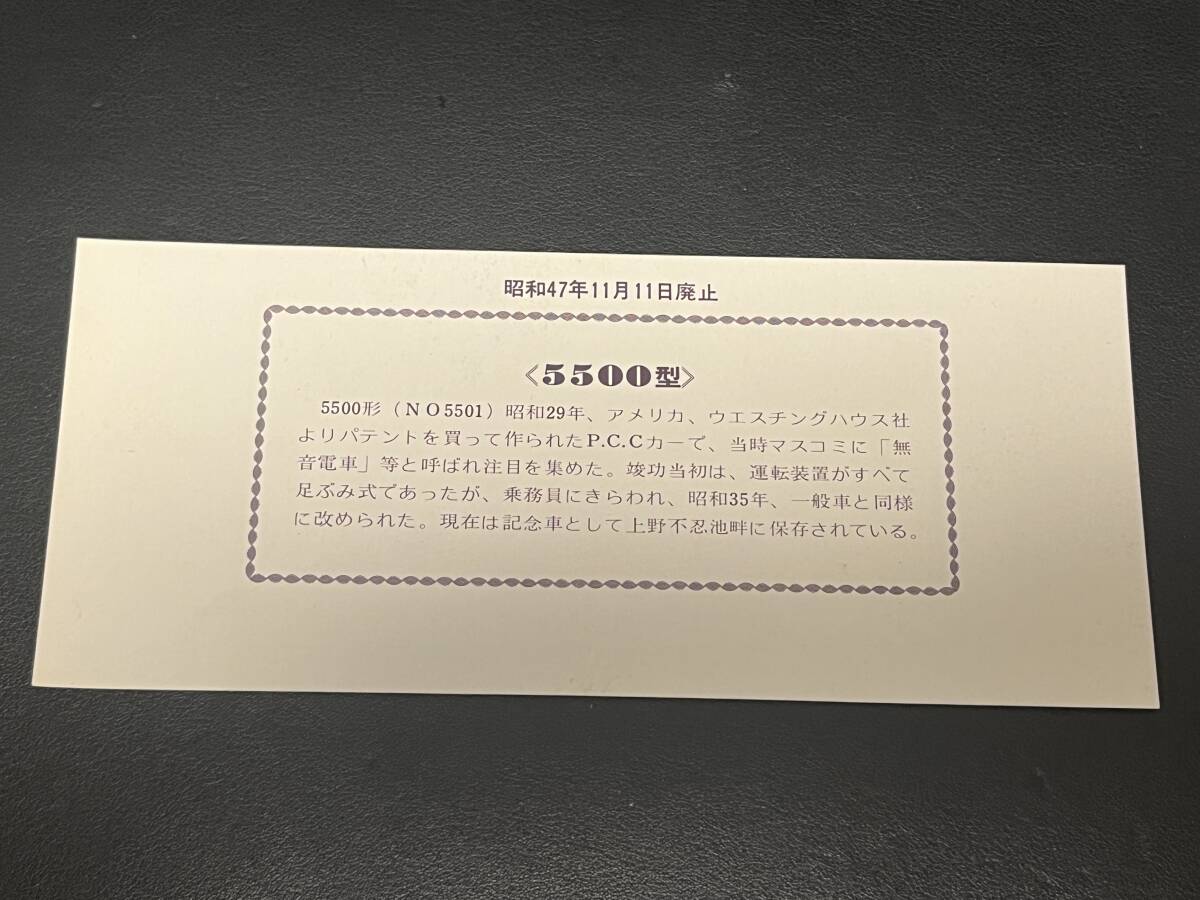 昭和47年11月11日廃止
《5500型》
5500形（NO5501）昭和29年、アメリカ、ウエスチングハウス社
よりパテントを買って作られたP.C.Cカーで、当時マスコミに「無
音電車」等と呼ばれ注目を集めた。竣功当初は、運転装置がすべて
足ぶみ式であったが、乗務員にきらわれ、昭和35年、一般車と同様
に改められた。現在は記念車として上野不忍池畔に保存されている。